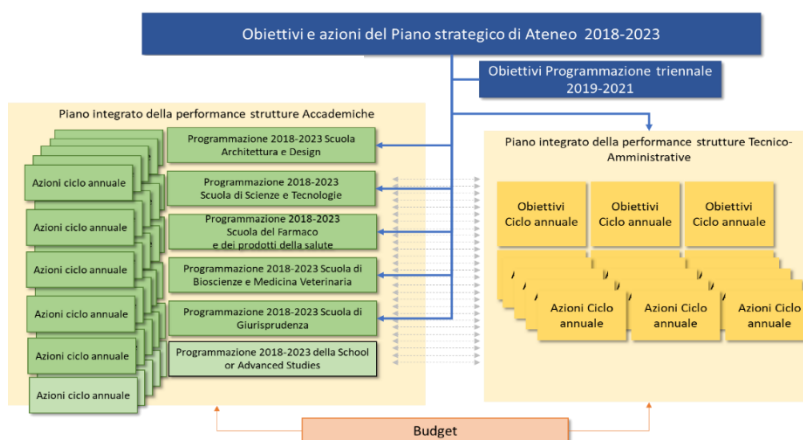 Obiettivi e azioni del Piano strategico di Ateneo 2018-2023
Obiettivi Programmazione triennale
2019-2021
Piano integrato della performance strutture Accademiche
Programmazione 2018-2023 Scuola
Architettura e Design
Azioni ciclo annuale
Programmazione 2018-2023
Scuola di Scienze e Tecnologie
Azioni ciclo annuale
Programmazione 2018-2023
Scuola del Farmaco
e dei prodotti della salute
Azioni ciclo annuale
Programmazione 2018-2023 Scuola di
Bioscienze e Medicina Veterinaria
Azioni ciclo annuale
Programmazione 2018-2023 Scuola di
Giurisprudenza
Azioni ciclo annuale
Programmazione 2018-2023 della School
or Advanced Studies
Azioni ciclo annuale
Piano integrato della performance strutture Tecnico-
Amministrative
Obiettivi
Ciclo annuale
Obiettivi
Ciclo annuale
Obiettivi
Ciclo annuale
Azioni Ciclo
annuale
Azioni Ciclo
annuale
Azioni Ciclo
annuale
Budget